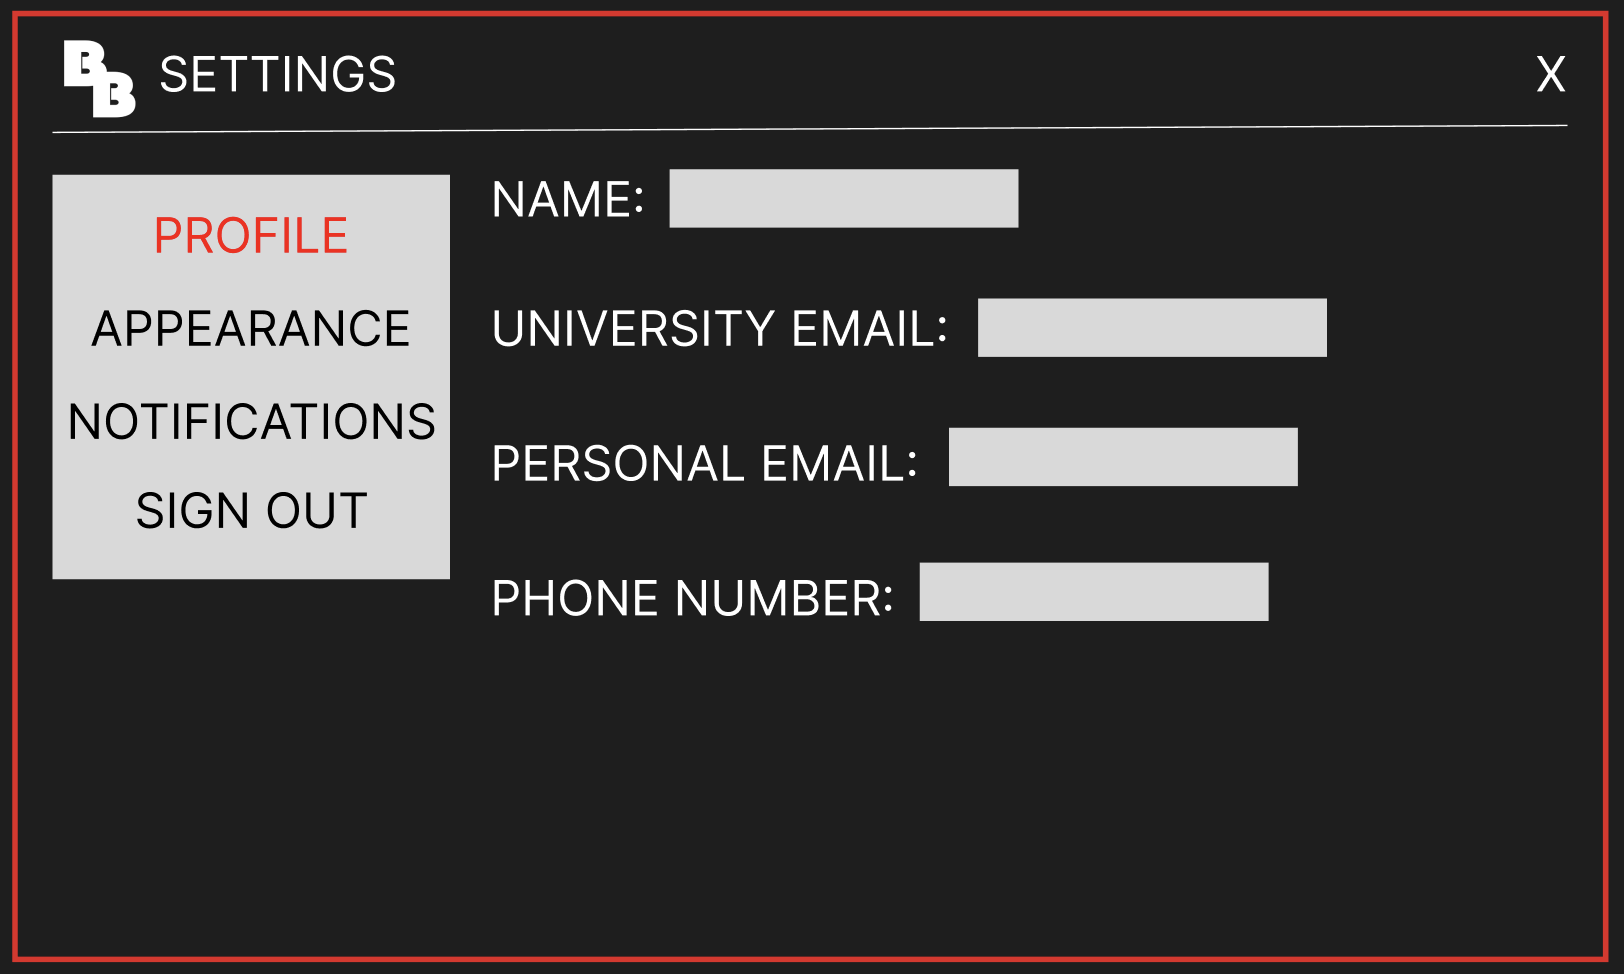 BB SETTINGS X
PROFILE
APPEARANCE
NOTIFICATIONS
SIGN OUT
NAME:
UNIVERSITY EMAIL:
PERSONAL EMAIL:
PHONE NUMBER: